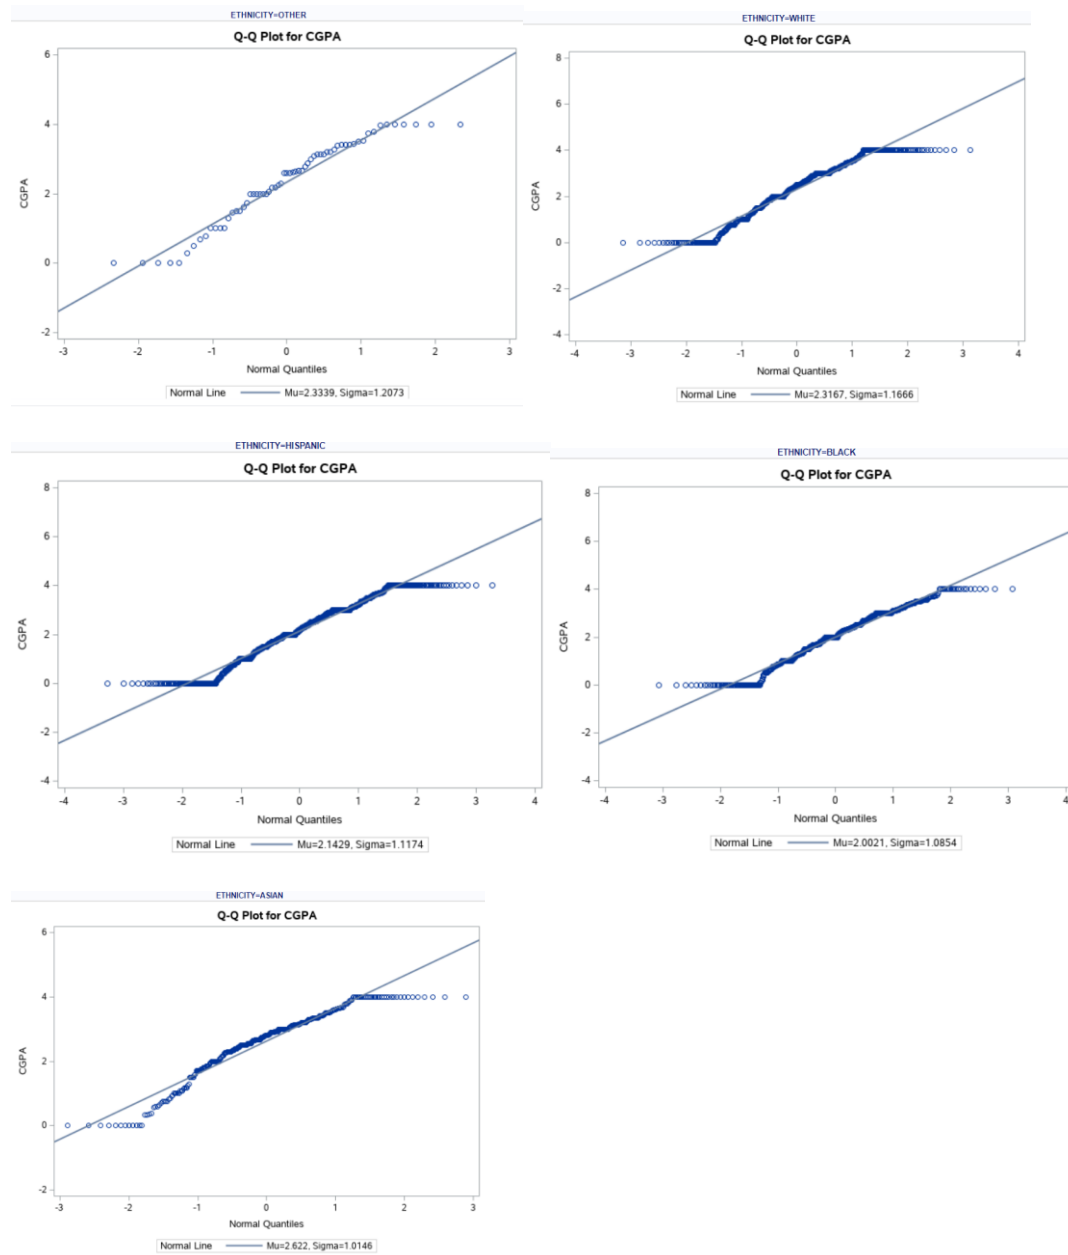 ETHNICITY=OTHER
Q-Q Plot for CGPA
6
4
2
0
-2
CGPA
-3 -2 -1 0 1 2 3
Normal Quantiles
Normal Line Mu=2.3339, Sigma=1.2073
ETHNICITY=WHITE
Q-Q Plot for CGPA
8
6
4
2
0
-2
-4
CGPA
-4 -3 -2 -1 0 1 2 3 4
Normal Quantiles
Normal Line Mu=2.3167, Sigma=1.1666
ETHNICITY=HISPANIC
Q-Q Plot for CGPA
8
6
4
2
0
-2
-4
CGPA
-4 -3 -2 -1 0 1 2 3 4
Normal Quantiles
Normal Line Mu=2.1429, Sigma=1.1174
ETHNICITY=BLACK
Q-Q Plot for CGPA
8
6
4
2
0
-2
-4
CGPA
-4 -3 -2 -1 0 1 2 3 4
Normal Quantiles
Normal Line Mu=2.0021, Sigma=1.0854
ETHNICITY=ASIAN
Q-Q Plot for CGPA
6
4
2
0
-2
CGPA
-3 -2 -1 0 1 2 3
Normal Quantiles
Normal Line Mu=2.622, Sigma=1.0146